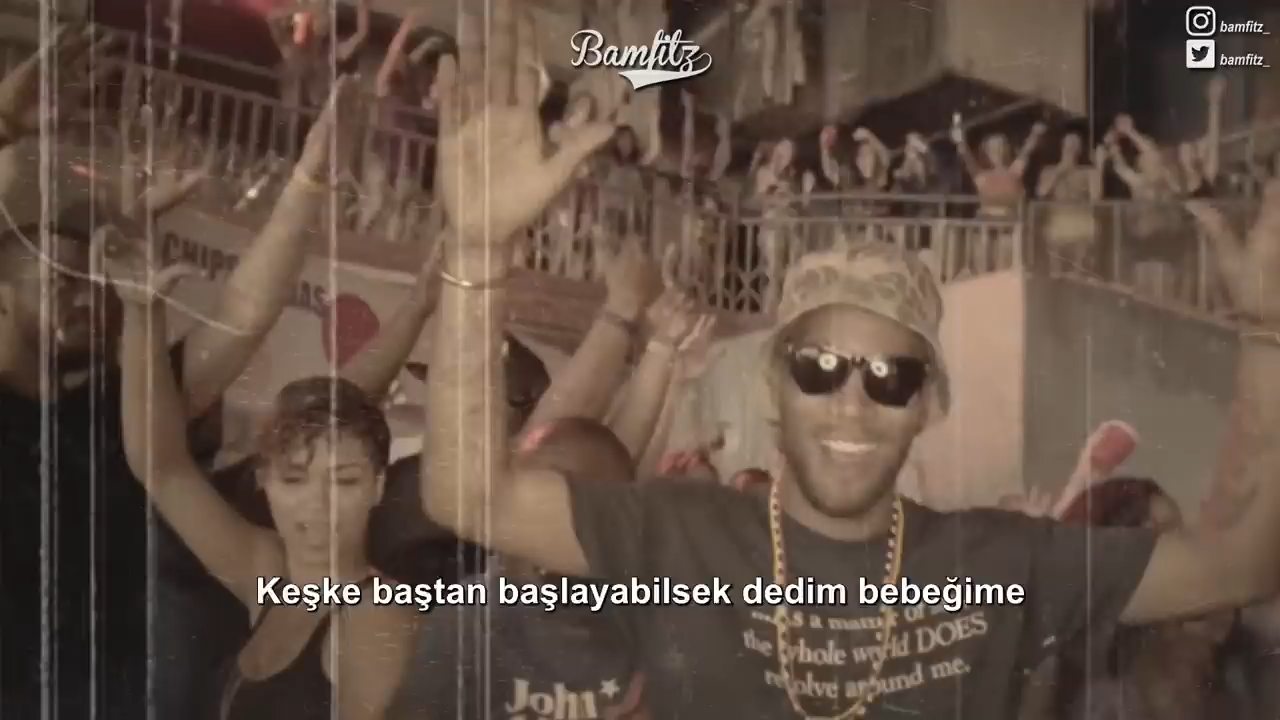 Bamfitz
bamfitz_
bamfitz_
Keşke baştan başlayabilsek dedim bebeğime
the whole world DOES
revolve around me.
John